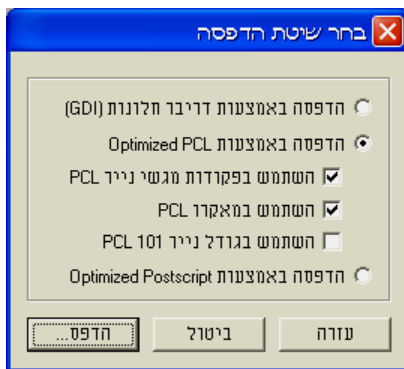 בחר שיטת הדפסה
הדפסה באמצעות דרייבר חלונות (GDI)
הדפסה באמצעות Optimized PCL
השתמש בפקודות מגשי נייר PCL
השתמש במאקרו PCL
השתמש בגודל נייר PCL 101
הדפסה באמצעות Optimized Postscript
עזרה ביטול הדפס...